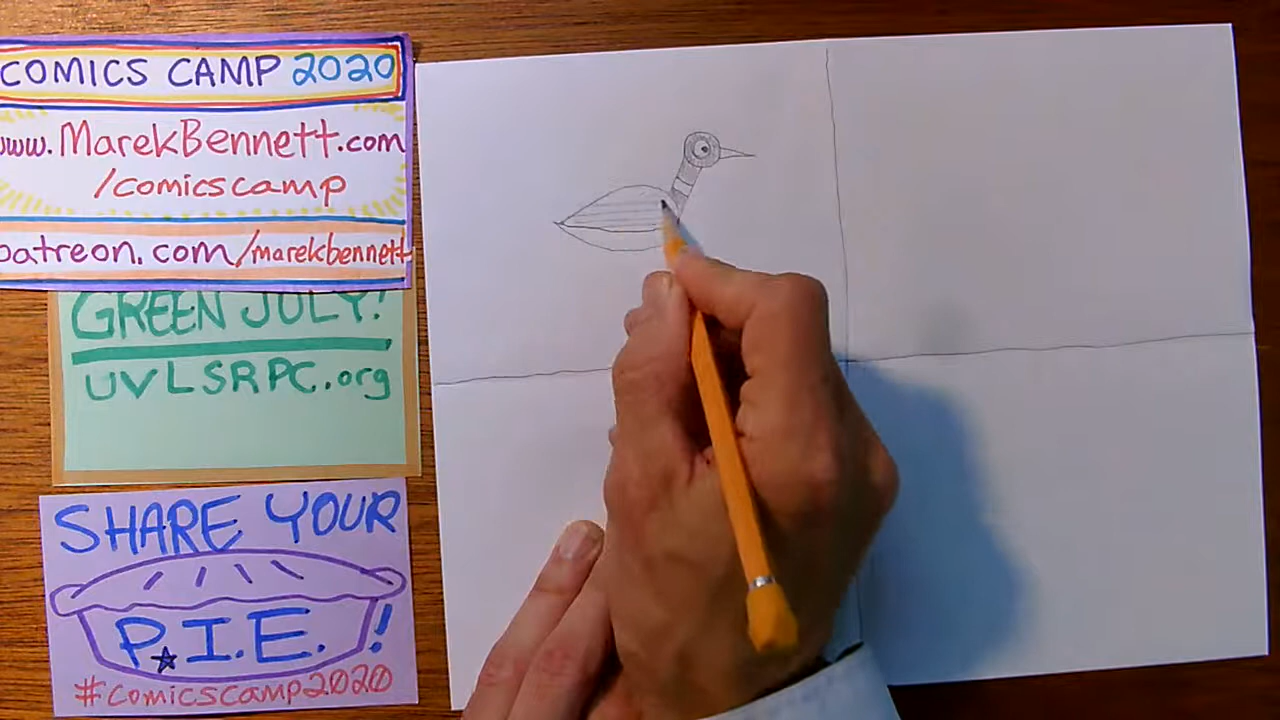 COMICS CAMP 2020
www.MarekBennett.com
/comicscamp
patreon.com/marekbennett
GREEN JULY!
UVLSRPC.org
SHARE YOUR
P.I.E. !
#comicscamp2020